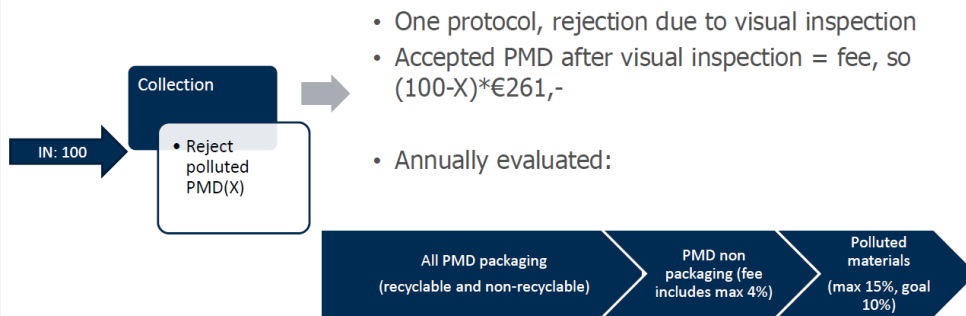 • One protocol, rejection due to visual inspection
• Accepted PMD after visual inspection = fee, so
(100-X)*€261,-
Collection
IN: 100
• Reject
polluted
PMD(X)
• Annually evaluated:
All PMD packaging
(recyclable and non-recyclable)
PMD non
packaging (fee
includes max 4%)
Polluted
materials
(max 15%, goal
10%)